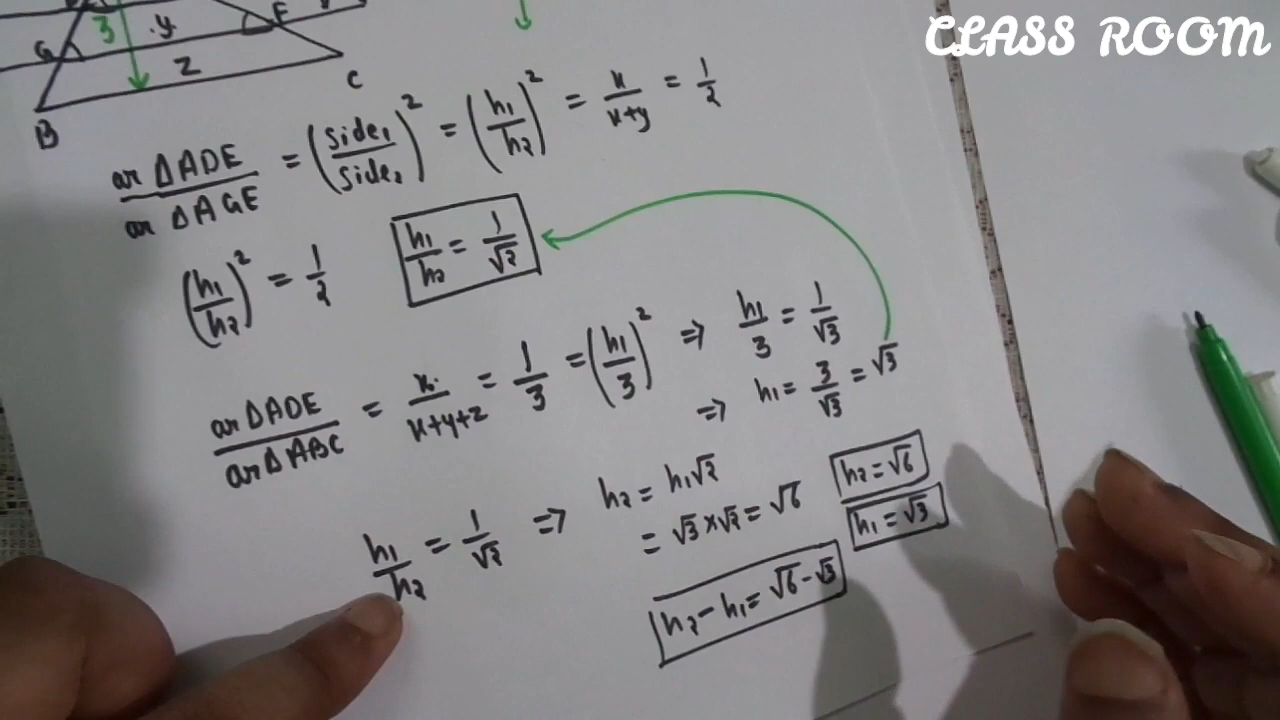 CLASS ROOM
3 y F
G
z
C
B
ar ΔADE / ar ΔAGE = (side₁/side₂)² = (h₁/h₂)² = x/(x+y) = 1/2
(h₁/h₂)² = 1/2 h₁/h₂ = 1/√2
ar ΔADE / ar ΔABC = x/(x+y+z) = 1/3 = (h₁/3)² ⇒ h₁/3 = 1/√3
⇒ h₁ = 3/√3 = √3
h₁/h₂ = 1/√2 ⇒ h₂ = h₁√2
= √3 × √2 = √6
h₂ = √6
h₁ = √3
h₂ - h₁ = √6 - √3